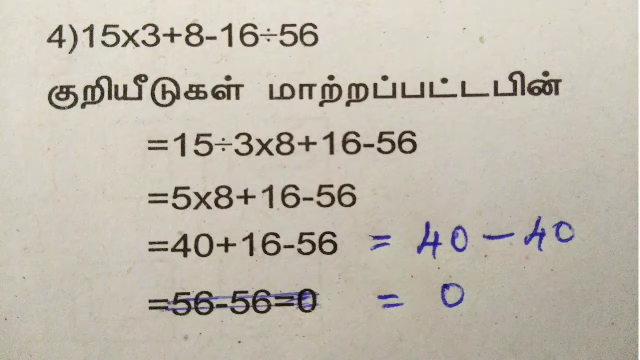 4)15x3+8-16÷56
குறியீடுகள் மாற்றப்பட்டபின்
=15÷3x8+16-56
=5x8+16-56
=40+16-56 = 40 - 40
=56-56=0 = 0